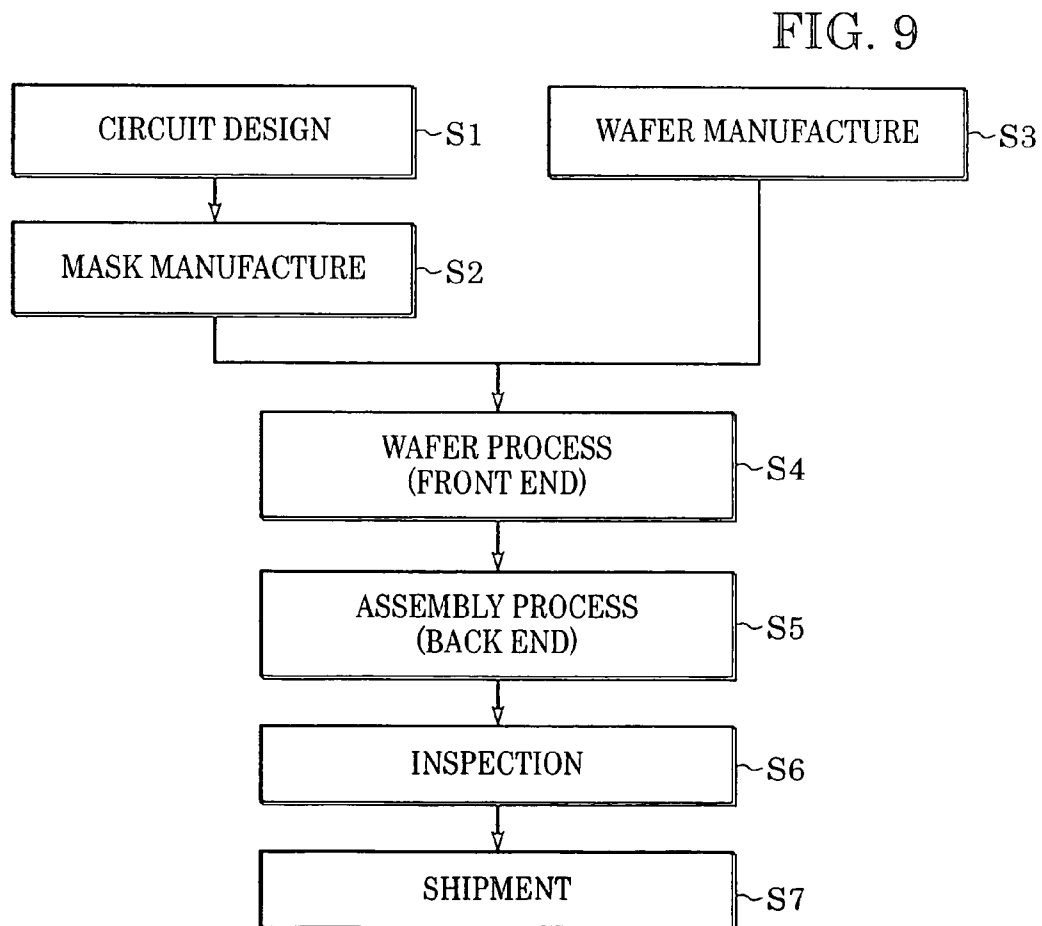 FIG. 9
CIRCUIT DESIGN
S1
WAFER MANUFACTURE
S3
MASK MANUFACTURE
S2
WAFER PROCESS
(FRONT END)
S4
ASSEMBLY PROCESS
(BACK END)
S5
INSPECTION
S6
SHIPMENT
S7